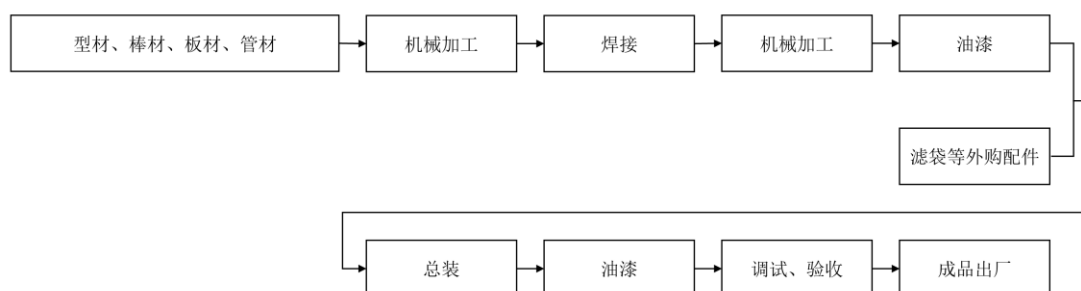 型材、棒材、板材、管材
机械加工
焊接
机械加工
油漆
滤袋等外购配件
总装
油漆
调试、验收
成品出厂